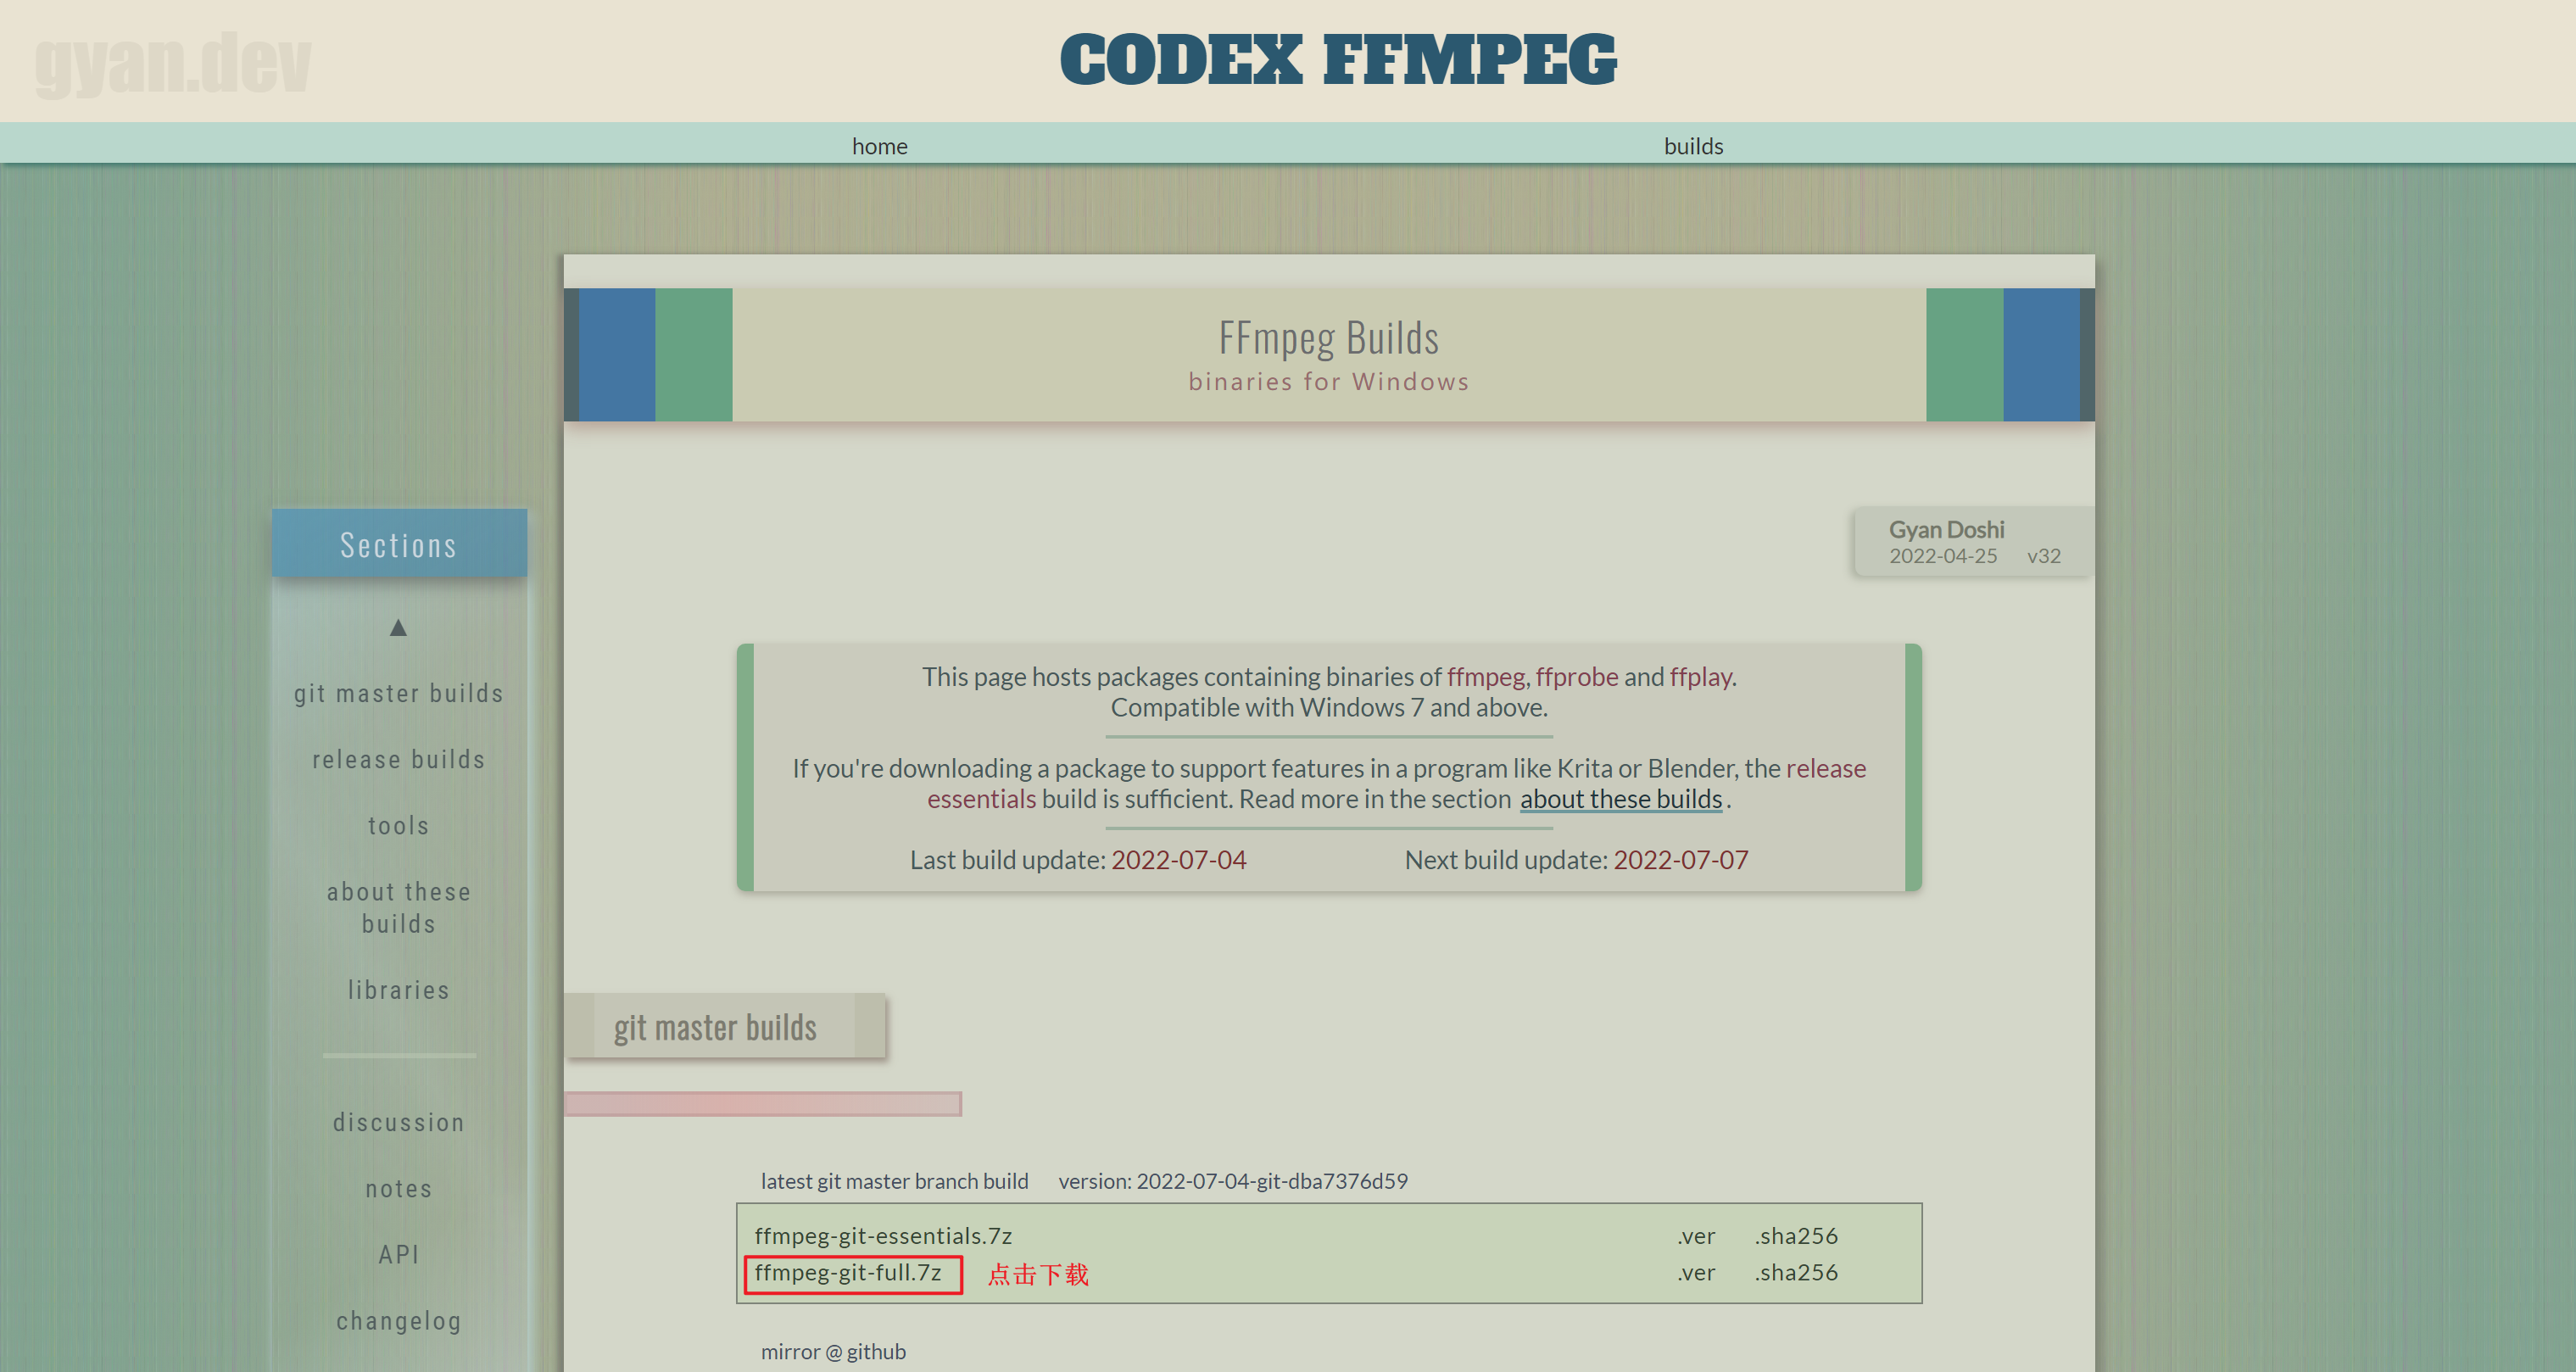 gyan.dev
CODEX FFMPEG
home builds
FFmpeg Builds
binaries for Windows
Sections
▲
git master builds
release builds
tools
about these
builds
libraries
discussion
notes
API
changelog
Gyan Doshi
2022-04-25 v32
This page hosts packages containing binaries of ffmpeg, ffprobe and ffplay.
Compatible with Windows 7 and above.
If you're downloading a package to support features in a program like Krita or Blender, the release
essentials build is sufficient. Read more in the section about these builds .
Last build update: 2022-07-04 Next build update: 2022-07-07
git master builds
latest git master branch build version: 2022-07-04-git-dba7376d59
ffmpeg-git-essentials.7z .ver .sha256
ffmpeg-git-full.7z 点击下载 .ver .sha256
mirror @ github